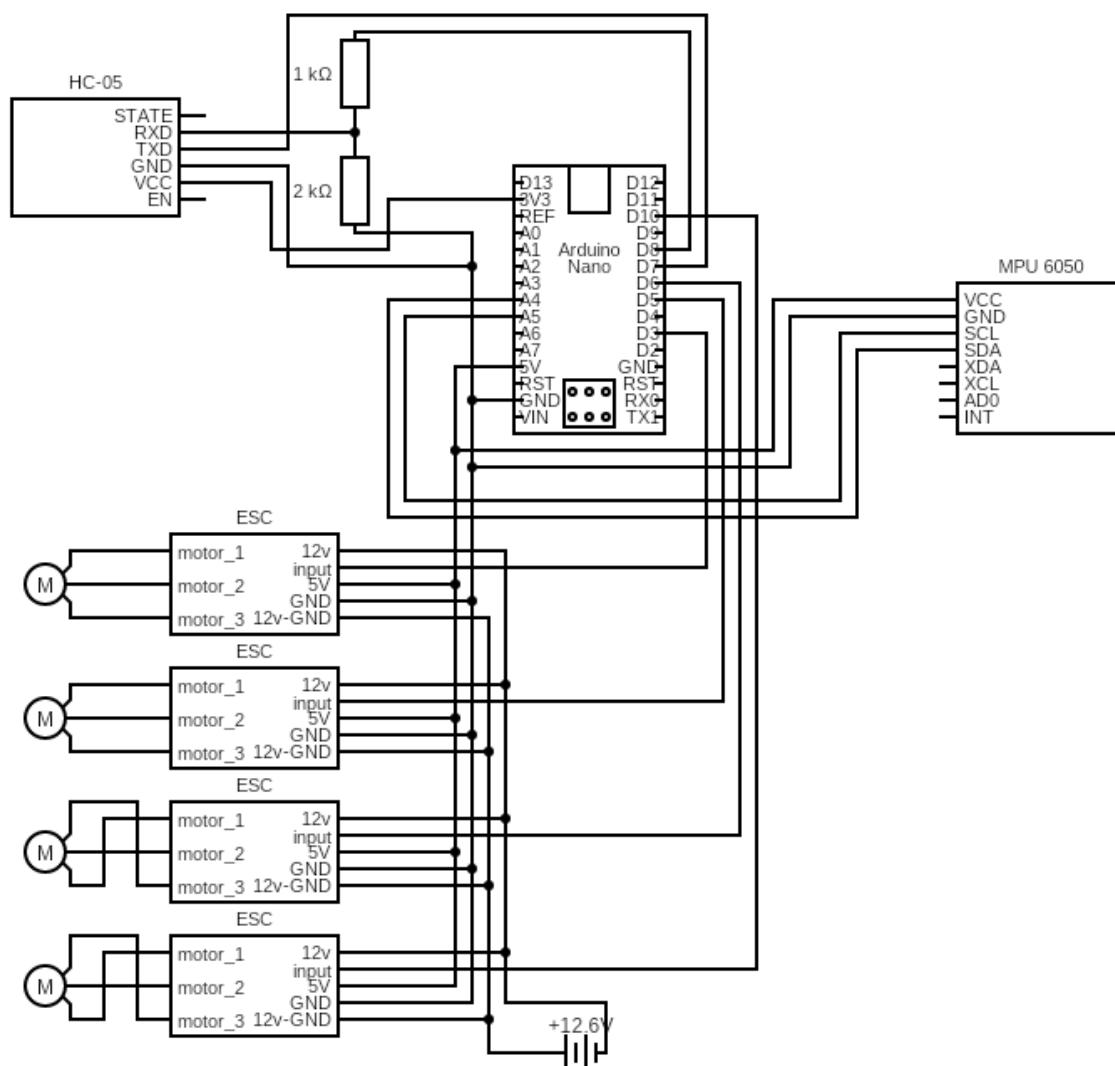 HC-05
STATE
RXD
TXD
GND
VCC
EN
1 kΩ
2 kΩ
D13
3V3
REF
A0
A1
A2
A3
A4
A5
A6
A7
5V
RST
GND
VIN
Arduino
Nano
D12
D11
D10
D9
D8
D7
D6
D5
D4
D3
D2
GND
RST
RX0
TX1
MPU 6050
VCC
GND
SCL
SDA
XDA
XCL
AD0
INT
ESC
M
motor_1
motor_2
motor_3
12v
input
5V
GND
12v-GND
ESC
M
motor_1
motor_2
motor_3
12v
input
5V
GND
12v-GND
ESC
M
motor_1
motor_2
motor_3
12v
input
5V
GND
12v-GND
ESC
M
motor_1
motor_2
motor_3
12v
input
5V
GND
12v-GND
+12.6V